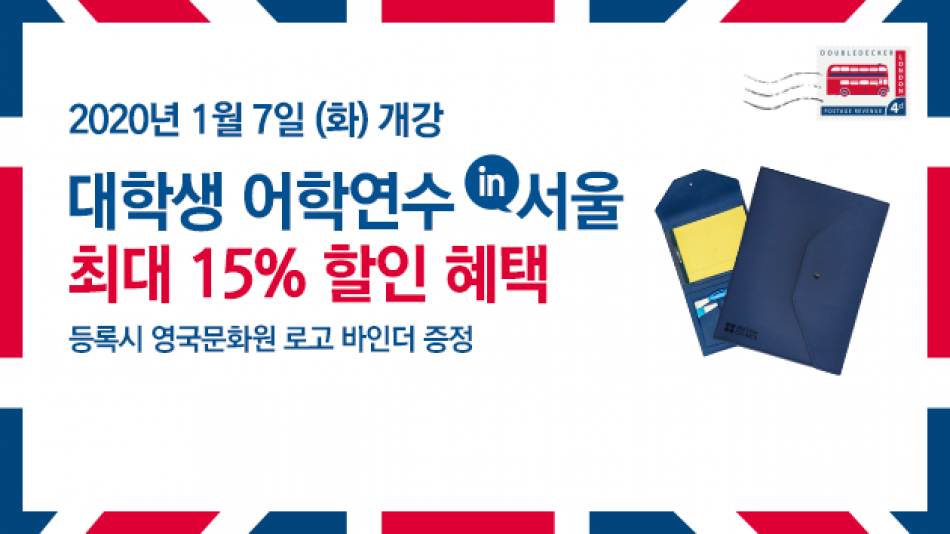 2020년 1월 7일 (화) 개강
대학생 어학연수 in 서울
최대 15% 할인 혜택
등록시 영국문화원 로고 바인더 증정
DOUBLEDECKER
LONDON
POSTAGE REVENUE 4d
BRITISH
COUNCIL